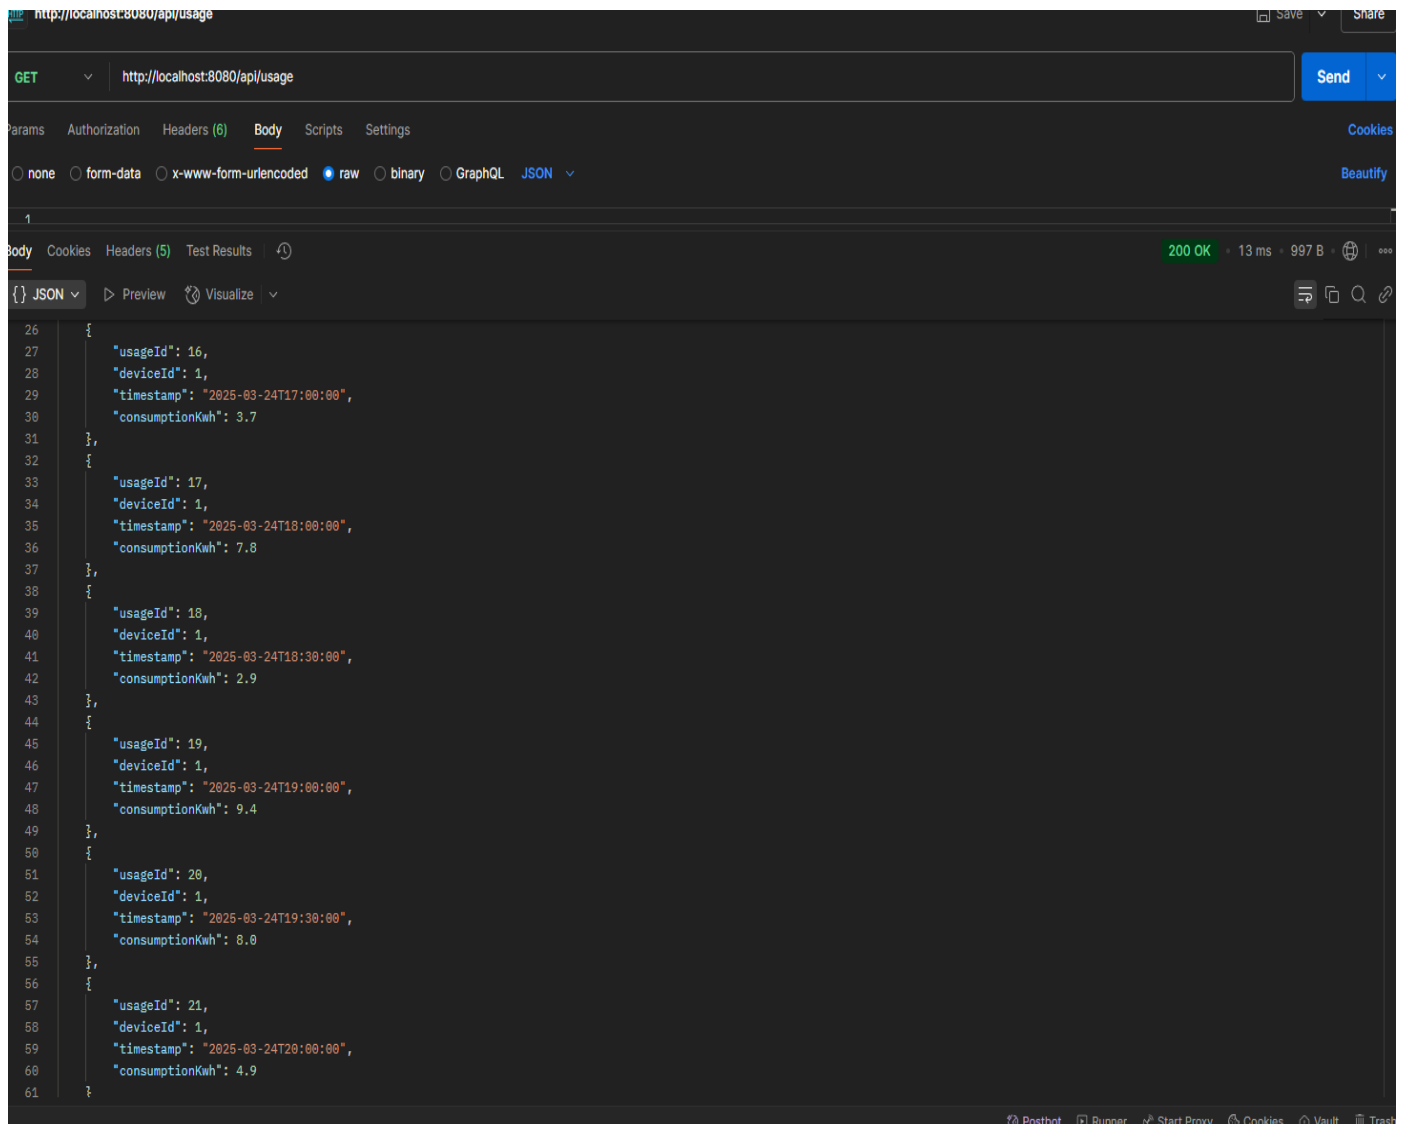 http://localhost:8080/api/usage
Save
Share
GET
http://localhost:8080/api/usage
Send
Params Authorization Headers (6) Body Scripts Settings
Cookies
none form-data x-www-form-urlencoded raw binary GraphQL JSON
Beautify
1
Body Cookies Headers (5) Test Results
200 OK • 13 ms • 997 B
{} JSON Preview Visualize
26 {
27 "usageId": 16,
28 "deviceId": 1,
29 "timestamp": "2025-03-24T17:00:00",
30 "consumptionKwh": 3.7
31 },
32 {
33 "usageId": 17,
34 "deviceId": 1,
35 "timestamp": "2025-03-24T18:00:00",
36 "consumptionKwh": 7.8
37 },
38 {
39 "usageId": 18,
40 "deviceId": 1,
41 "timestamp": "2025-03-24T18:30:00",
42 "consumptionKwh": 2.9
43 },
44 {
45 "usageId": 19,
46 "deviceId": 1,
47 "timestamp": "2025-03-24T19:00:00",
48 "consumptionKwh": 9.4
49 },
50 {
51 "usageId": 20,
52 "deviceId": 1,
53 "timestamp": "2025-03-24T19:30:00",
54 "consumptionKwh": 8.0
55 },
56 {
57 "usageId": 21,
58 "deviceId": 1,
59 "timestamp": "2025-03-24T20:00:00",
60 "consumptionKwh": 4.9
61 }
Postbot Runner Start Proxy Cookies Vault Trash